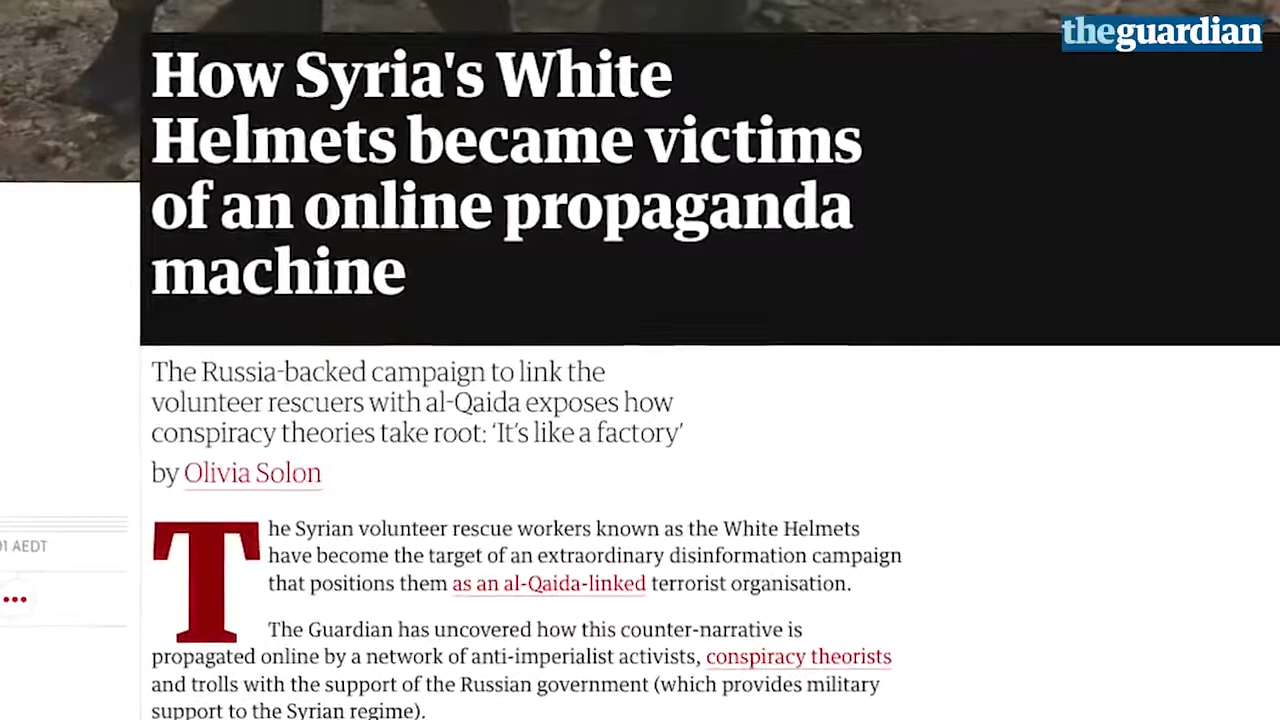 theguardian
How Syria's White
Helmets became victims
of an online propaganda
machine
The Russia-backed campaign to link the
volunteer rescuers with al-Qaida exposes how
conspiracy theories take root: ‘It’s like a factory’
by Olivia Solon
The Syrian volunteer rescue workers known as the White Helmets
have become the target of an extraordinary disinformation campaign
that positions them as an al-Qaida-linked terrorist organisation.
The Guardian has uncovered how this counter-narrative is
propagated online by a network of anti-imperialist activists, conspiracy theorists
and trolls with the support of the Russian government (which provides military
support to the Syrian regime).
AEDT